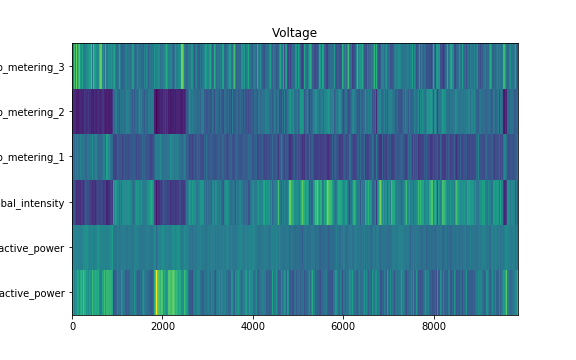 Voltage
o_metering_3
o_metering_2
o_metering_1
bal_intensity
active_power
active_power
0
2000
4000
6000
8000